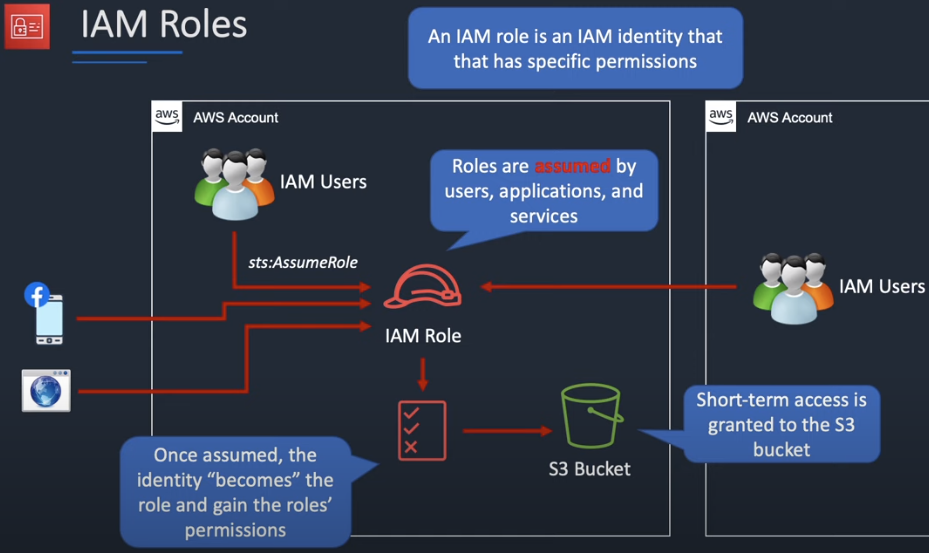 IAM Roles
An IAM role is an IAM identity that
that has specific permissions
aws
AWS Account
aws
AWS Account
IAM Users
Roles are assumed by
users, applications, and
services
sts:AssumeRole
IAM Users
f
IAM Role
Short-term access is
granted to the S3
bucket
Once assumed, the
identity “becomes” the
role and gain the roles’
permissions
S3 Bucket